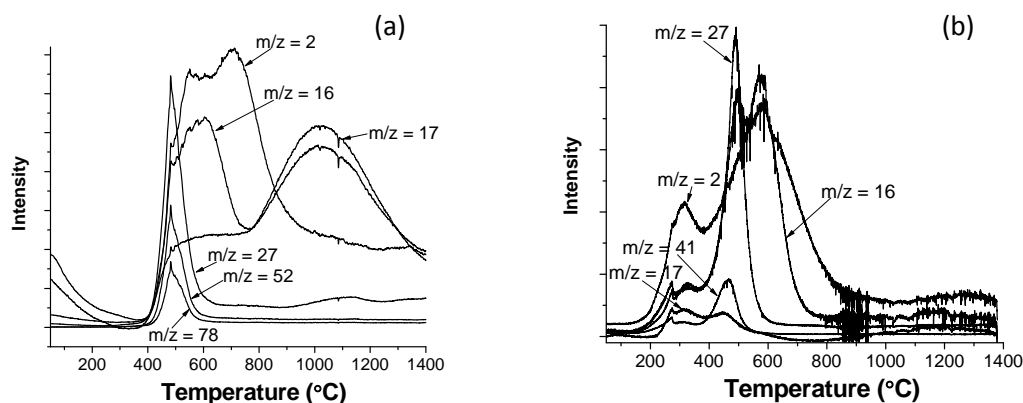 (a)
m/z = 2
m/z = 16
m/z = 17
m/z = 27
m/z = 52
m/z = 78
Intensity
200 400 600 800 1000 1200 1400
Temperature (°C)
(b)
m/z = 27
m/z = 2
m/z = 16
m/z = 41
m/z = 17
Intensity
200 400 600 800 1000 1200 1400
Temperature (°C)